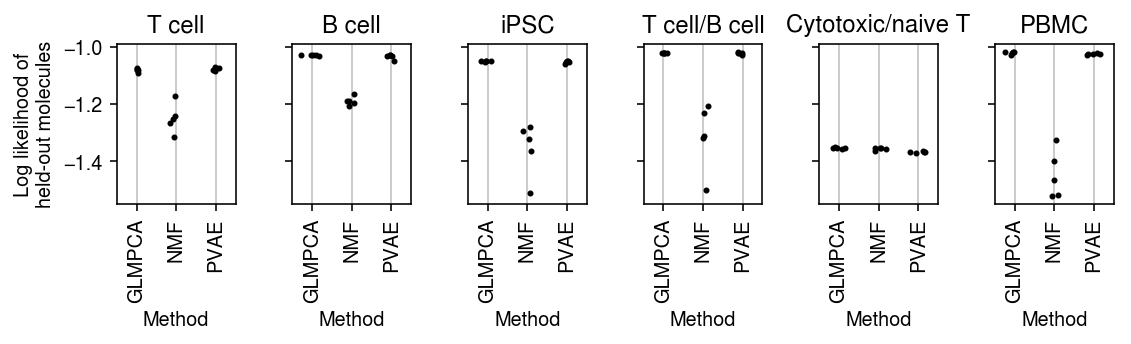 T cell
B cell
iPSC
T cell/B cell
Cytotoxic/naive T
PBMC
Log likelihood of
held-out molecules
−1.0
−1.2
−1.4
GLMPCA
NMF
PVAE
Method
GLMPCA
NMF
PVAE
Method
GLMPCA
NMF
PVAE
Method
GLMPCA
NMF
PVAE
Method
GLMPCA
NMF
PVAE
Method
GLMPCA
NMF
PVAE
Method